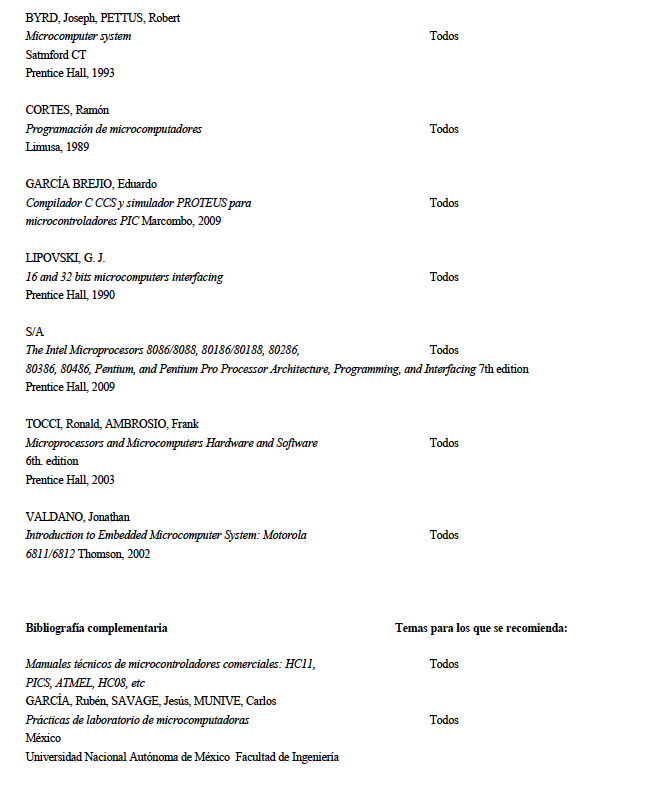 BYRD, Joseph, PETTUS, Robert
Microcomputer system Todos
Satmford CT
Prentice Hall, 1993
CORTES, Ramón
Programación de microcomputadores Todos
Limusa, 1989
GARCÍA BREJIO, Eduardo
Compilador C CCS y simulador PROTEUS para Todos
microcontroladores PIC Marcombo, 2009
LIPOVSKI, G. J.
16 and 32 bits microcomputers interfacing Todos
Prentice Hall, 1990
S/A
The Intel Microprocesors 8086/8088, 80186/80188, 80286, Todos
80386, 80486, Pentium, and Pentium Pro Processor Architecture, Programming, and Interfacing 7th edition
Prentice Hall, 2009
TOCCI, Ronald, AMBROSIO, Frank
Microprocessors and Microcomputers Hardware and Software Todos
6th. edition
Prentice Hall, 2003
VALDANO, Jonathan
Introduction to Embedded Microcomputer System: Motorola Todos
6811/6812 Thomson, 2002
Bibliografía complementaria Temas para los que se recomienda:
Manuales técnicos de microcontroladores comerciales: HC11, Todos
PICS, ATMEL, HC08, etc
GARCÍA, Rubén, SAVAGE, Jesús, MUNIVE, Carlos
Prácticas de laboratorio de microcomputadoras Todos
México
Universidad Nacional Autónoma de México Facultad de Ingeniería